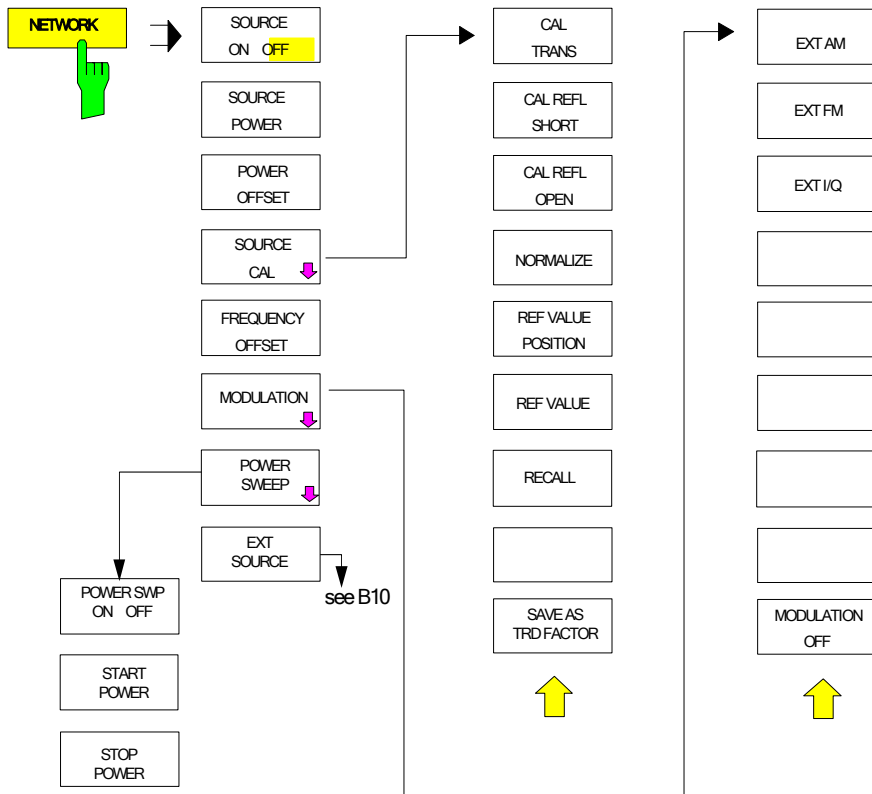 NETWORK
SOURCE
ON OFF
SOURCE
POWER
POWER
OFFSET
SOURCE
CAL
FREQUENCY
OFFSET
MODULATION
POWER
SWEEP
EXT
SOURCE
see B10
POWER SWP
ON OFF
START
POWER
STOP
POWER
CAL
TRANS
CAL REFL
SHORT
CAL REFL
OPEN
NORMALIZE
REF VALUE
POSITION
REF VALUE
RECALL
SAVE AS
TRD FACTOR
EXT AM
EXT FM
EXT I/Q
MODULATION
OFF